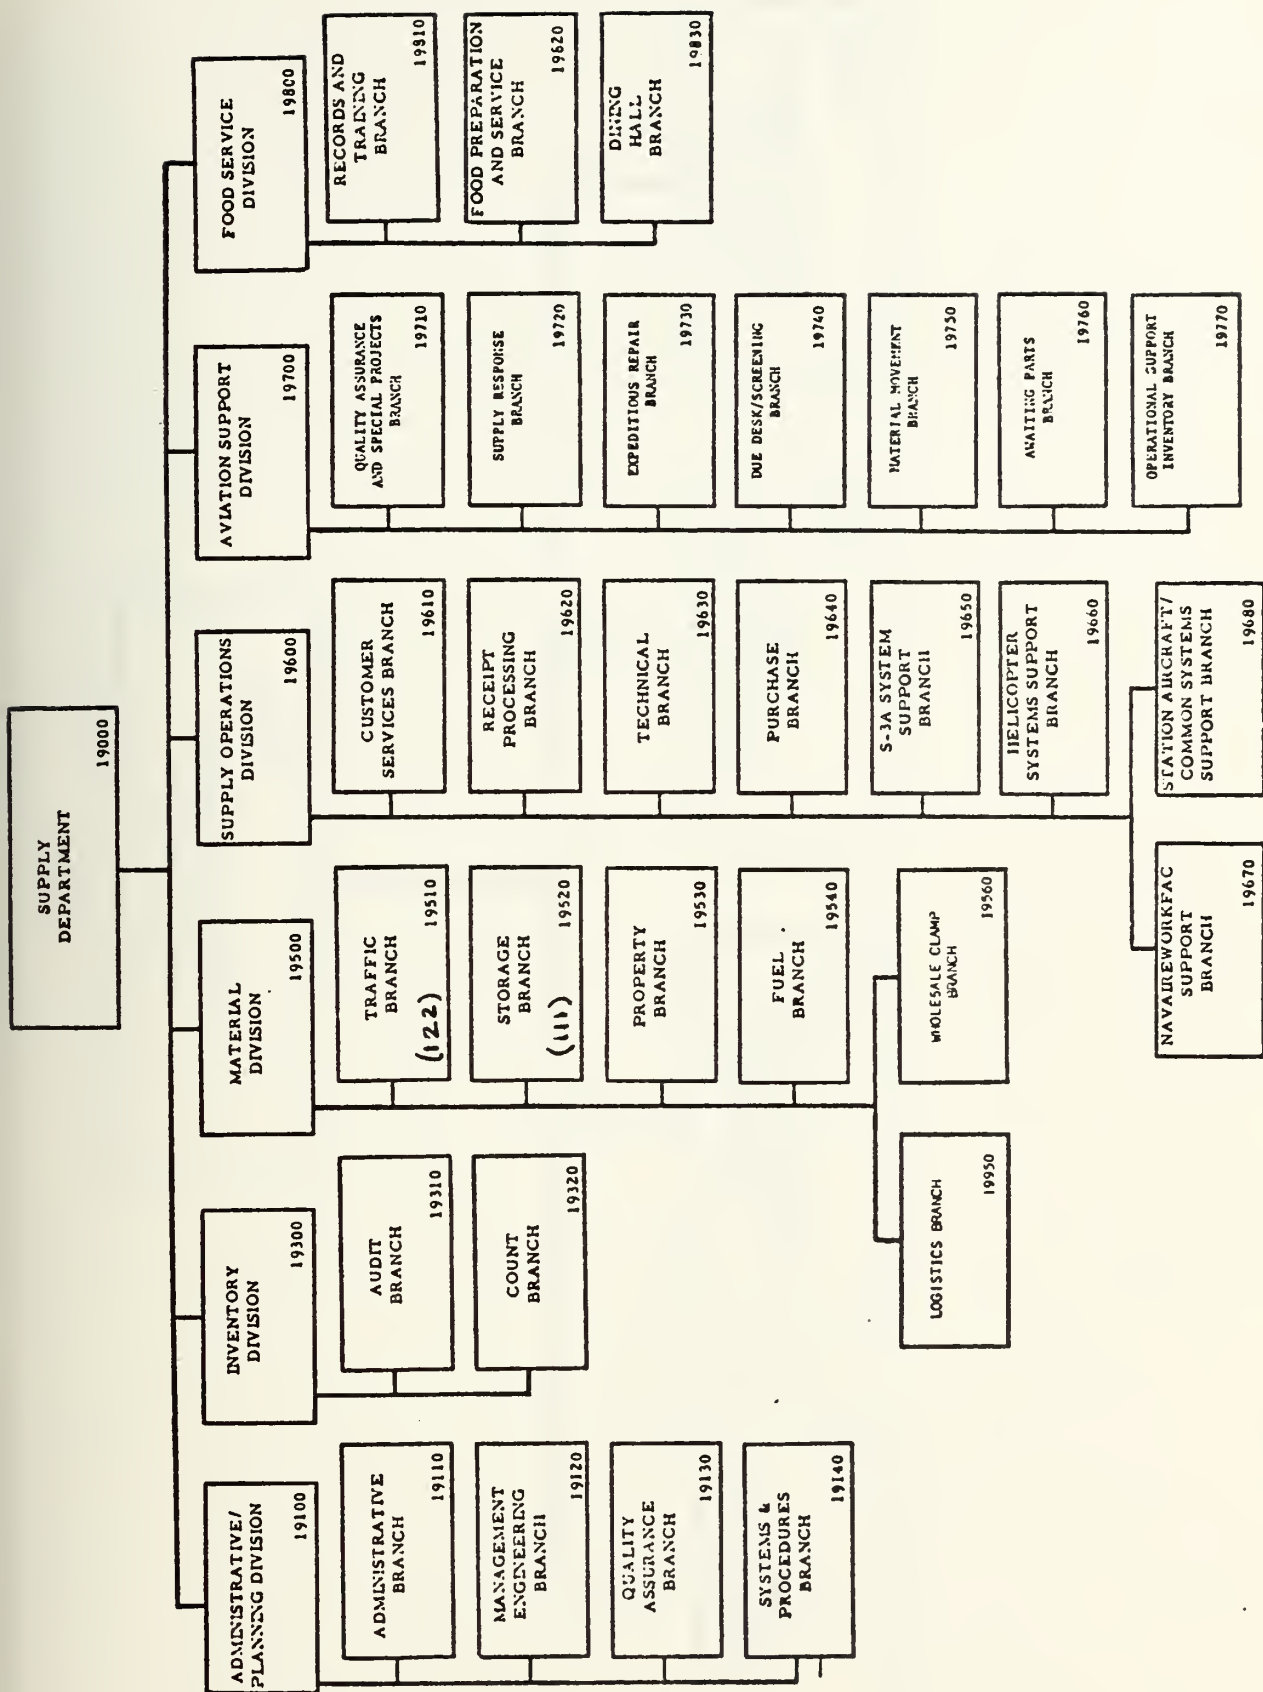 SUPPLY
DEPARTMENT
19000
ADMINISTRATIVE/
PLANNING DIVISION
19100
ADMINISTRATIVE
BRANCH
19110
MANAGEMENT
ENGINEERING
BRANCH
19120
QUALITY
ASSURANCE
BRANCH
19130
SYSTEMS &
PROCEDURES
BRANCH
19140
INVENTORY
DIVISION
19300
AUDIT
BRANCH
19310
COUNT
BRANCH
19320
MATERIAL
DIVISION
19500
TRAFFIC
BRANCH
(122)
19510
STORAGE
BRANCH
(111)
19520
PROPERTY
BRANCH
19530
FUEL
BRANCH
19540
LOGISTICS BRANCH
19950
WHOLESALE CLAMP
BRANCH
19560
SUPPLY OPERATIONS
DIVISION
19600
CUSTOMER
SERVICES BRANCH
19610
RECEIPT
PROCESSING
BRANCH
19620
TECHNICAL
BRANCH
19630
PURCHASE
BRANCH
19640
S-3A SYSTEM
SUPPORT
BRANCH
19650
HELICOPTER
SYSTEMS SUPPORT
BRANCH
19660
NAVAIREWORKFAC
SUPPORT
BRANCH
19670
STATION AIRCRAFT/
COMMON SYSTEMS
SUPPORT BRANCH
19680
AVIATION SUPPORT
DIVISION
19700
QUALITY ASSURANCE
AND SPECIAL PROJECTS
BRANCH
19710
SUPPLY RESPONSE
BRANCH
19720
EXPEDITIOUS REPAIR
BRANCH
19730
DUE DESK/SCREENING
BRANCH
19740
MATERIAL MOVEMENT
BRANCH
19750
AWAITING PARTS
BRANCH
19760
OPERATIONAL SUPPORT
INVENTORY BRANCH
19770
FOOD SERVICE
DIVISION
19800
RECORDS AND
TRAINING
BRANCH
19810
FOOD PREPARATION
AND SERVICE
BRANCH
19620
DINING
HALL
BRANCH
19830